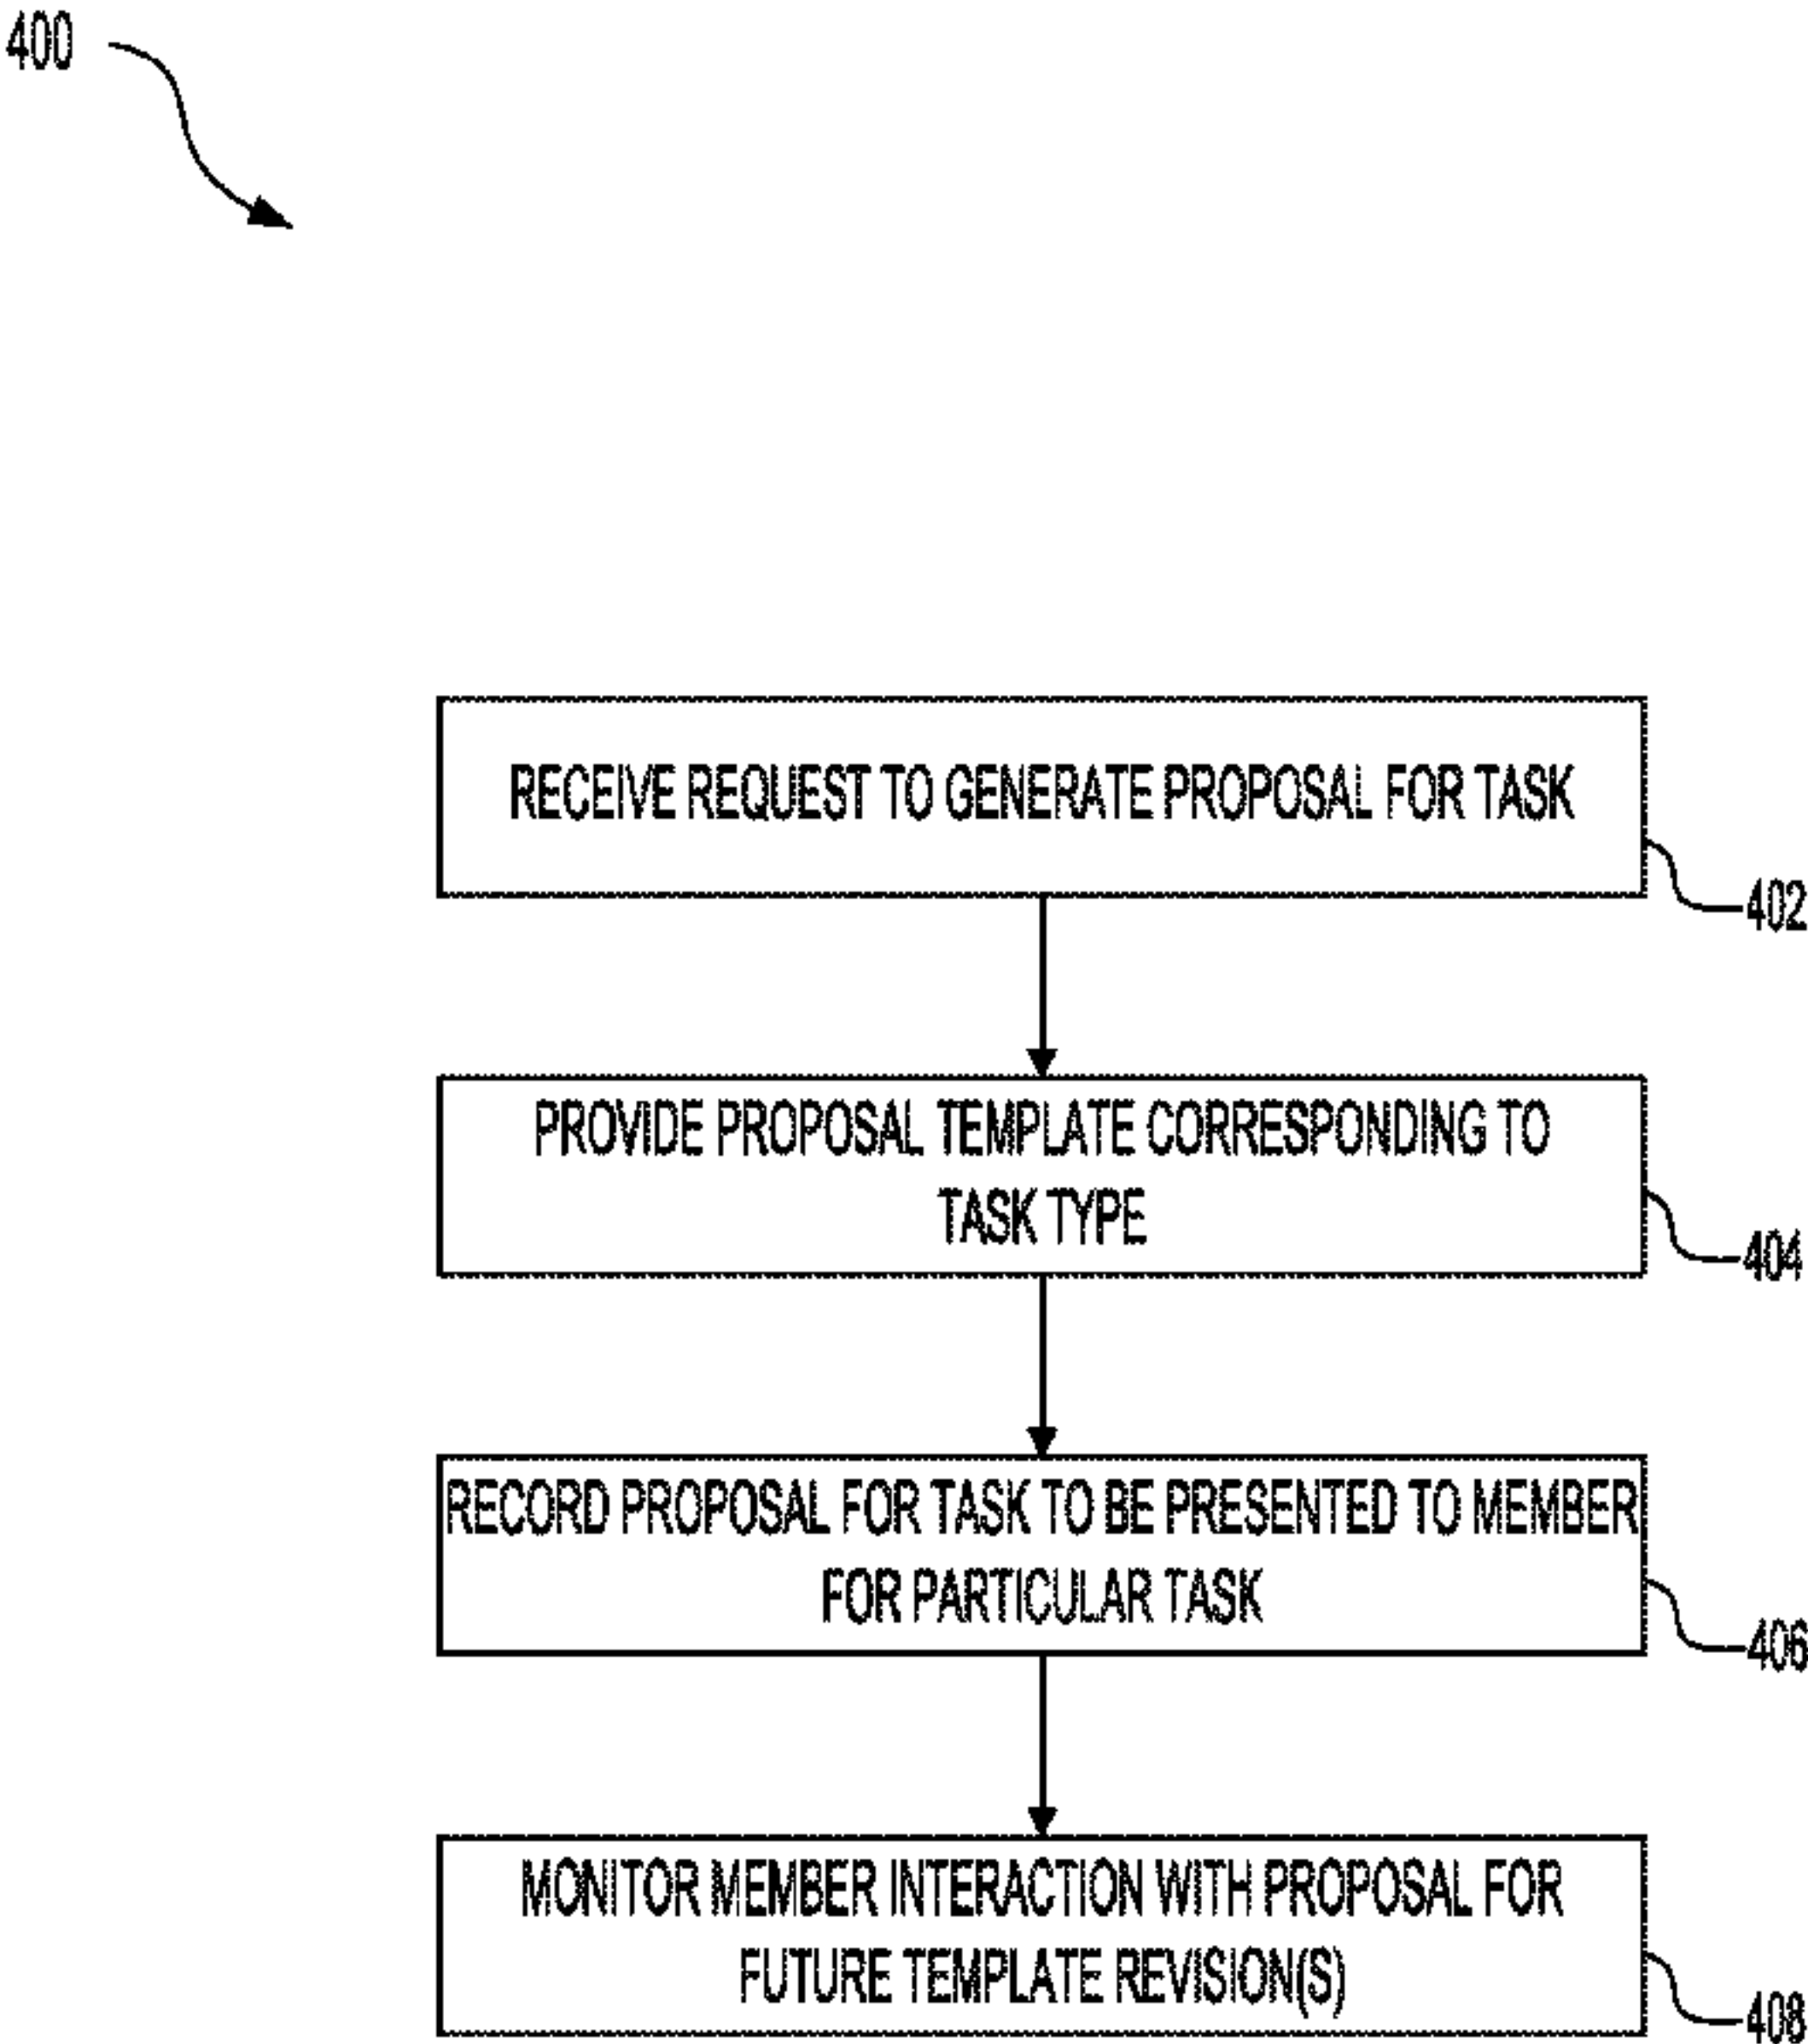 400
RECEIVE REQUEST TO GENERATE PROPOSAL FOR TASK
402
PROVIDE PROPOSAL TEMPLATE CORRESPONDING TO
TASK TYPE
404
RECORD PROPOSAL FOR TASK TO BE PRESENTED TO MEMBER
FOR PARTICULAR TASK
406
MONITOR MEMBER INTERACTION WITH PROPOSAL FOR
FUTURE TEMPLATE REVISION(S)
408